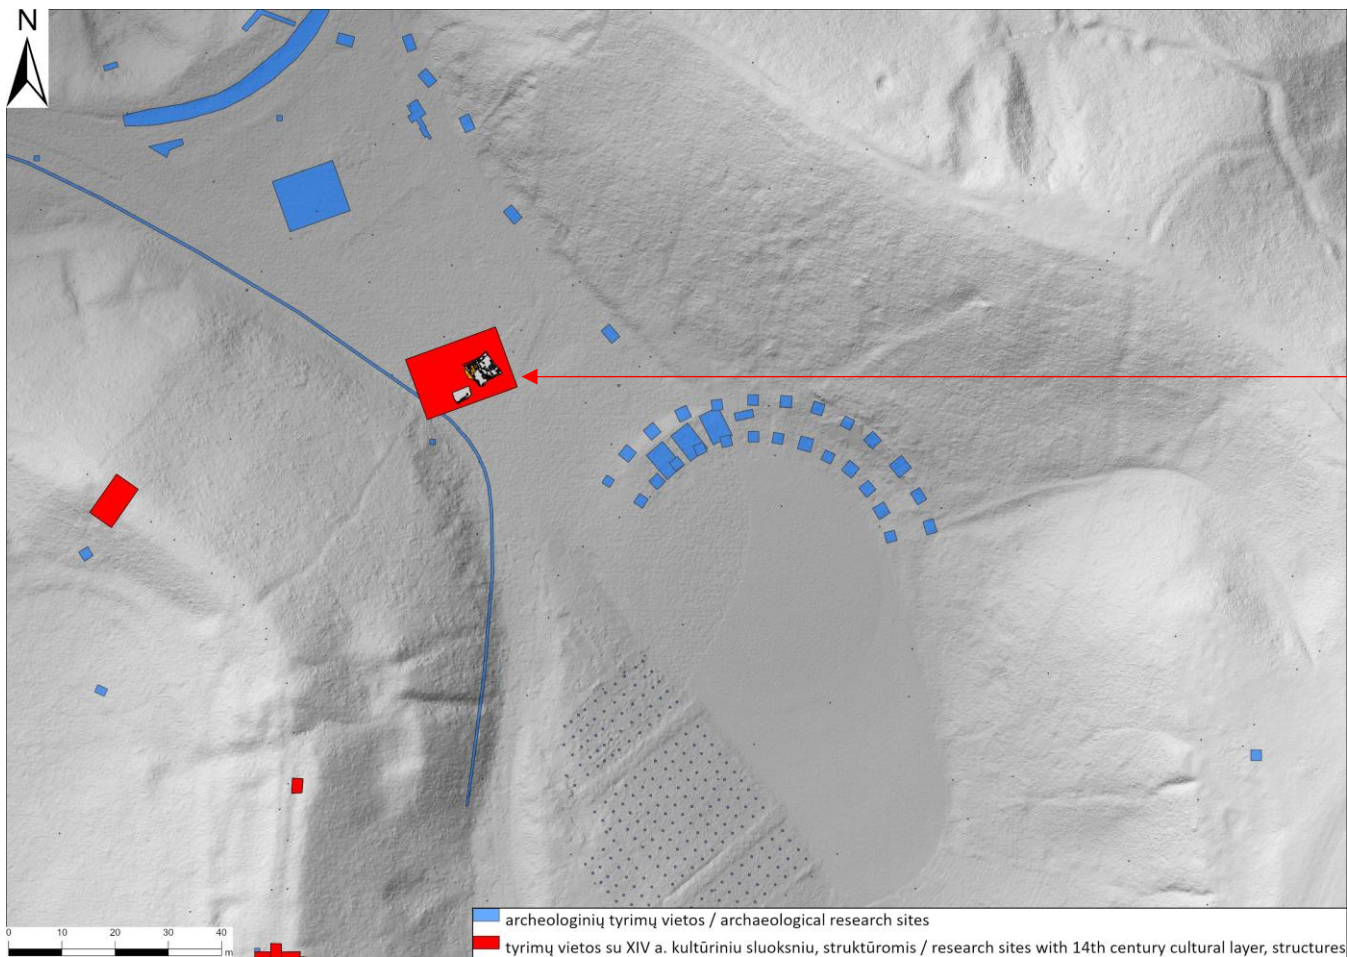 N
archeologinių tyrimų vietos / archaeological research sites
0 10 20 30 40
m
tyrimų vietos su XIV a. kultūriniu sluoksniu, struktūromis / research sites with 14th century cultural layer, structures